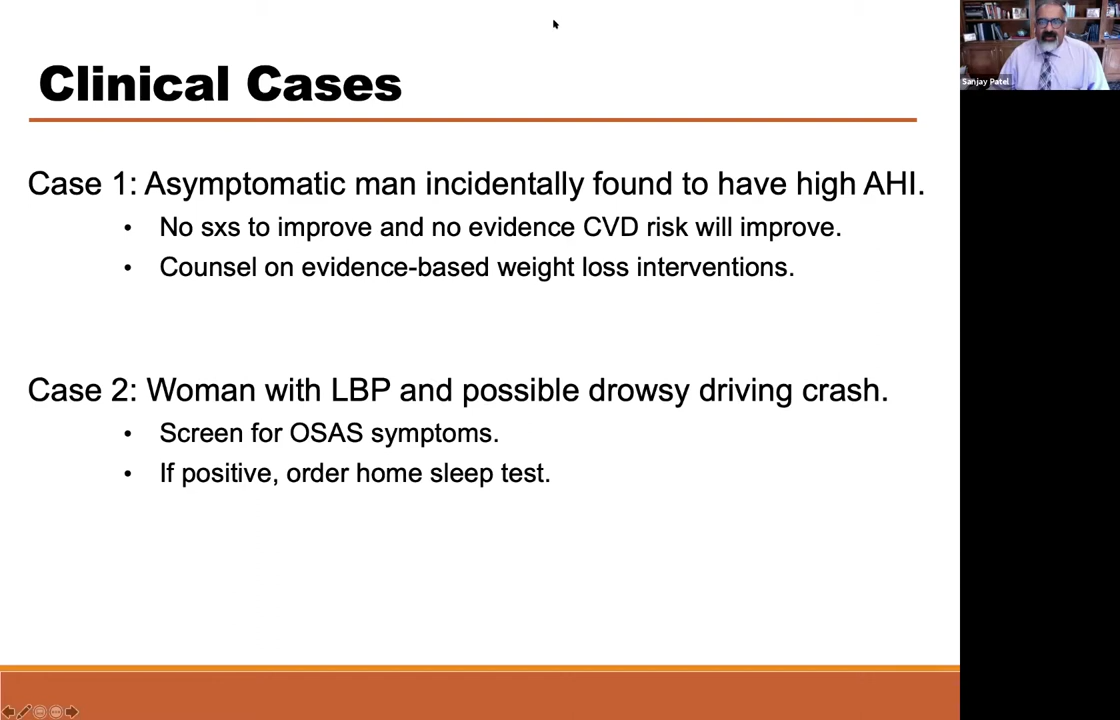 Clinical Cases
Sanjay Patel
Case 1: Asymptomatic man incidentally found to have high AHI.
• No sxs to improve and no evidence CVD risk will improve.
• Counsel on evidence-based weight loss interventions.
Case 2: Woman with LBP and possible drowsy driving crash.
• Screen for OSAS symptoms.
• If positive, order home sleep test.